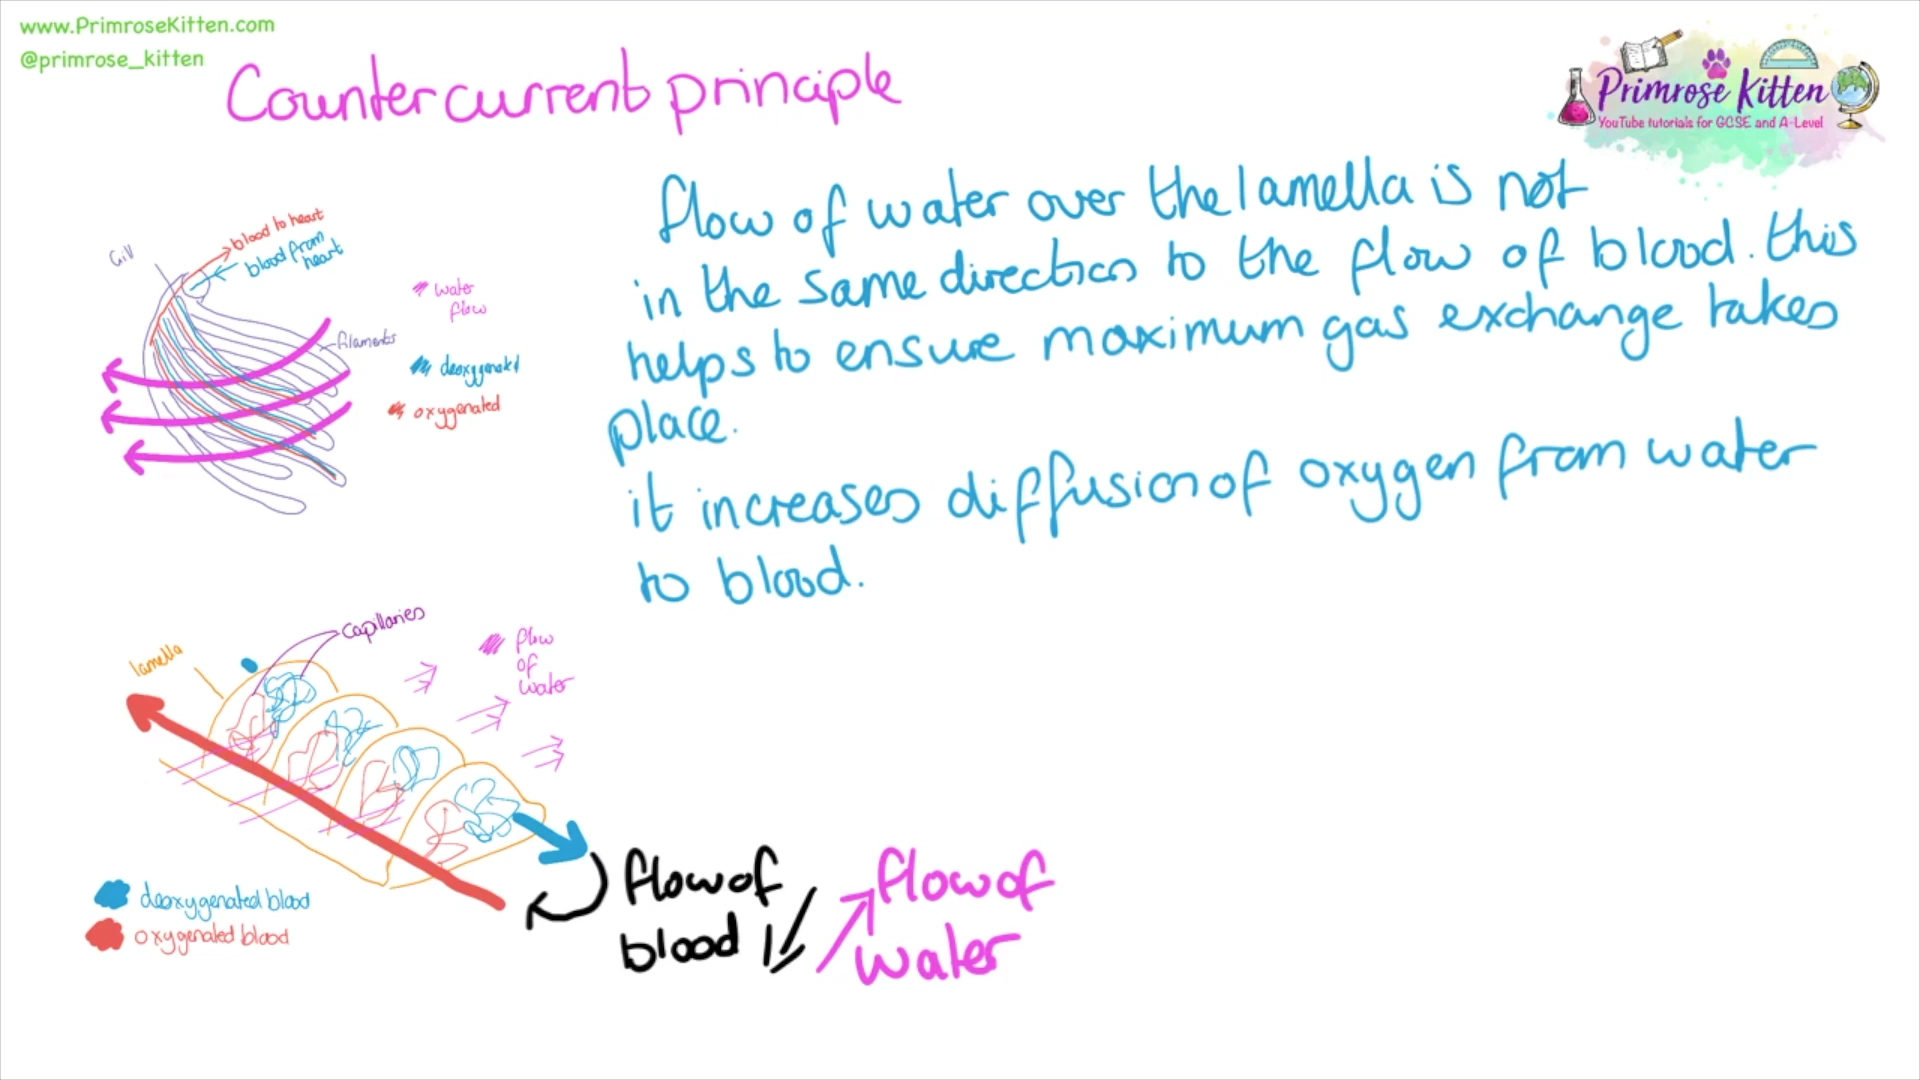 www.PrimroseKitten.com
@primrose_kitten
Countercurrent principle
Primrose Kitten
YouTube tutorials for GCSE and A-Level
flow of water over the lamella is not
in the same direction to the flow of blood. this
helps to ensure maximum gas exchange takes
place.
it increases diffusion of oxygen from water
to blood.
Gill
blood to heart
blood from
heart
water
flow
filaments
deoxygenated
oxygenated
capillaries
lamella
flow
of
water
deoxygenated blood
oxygenated blood
flow of
blood
flow of
water